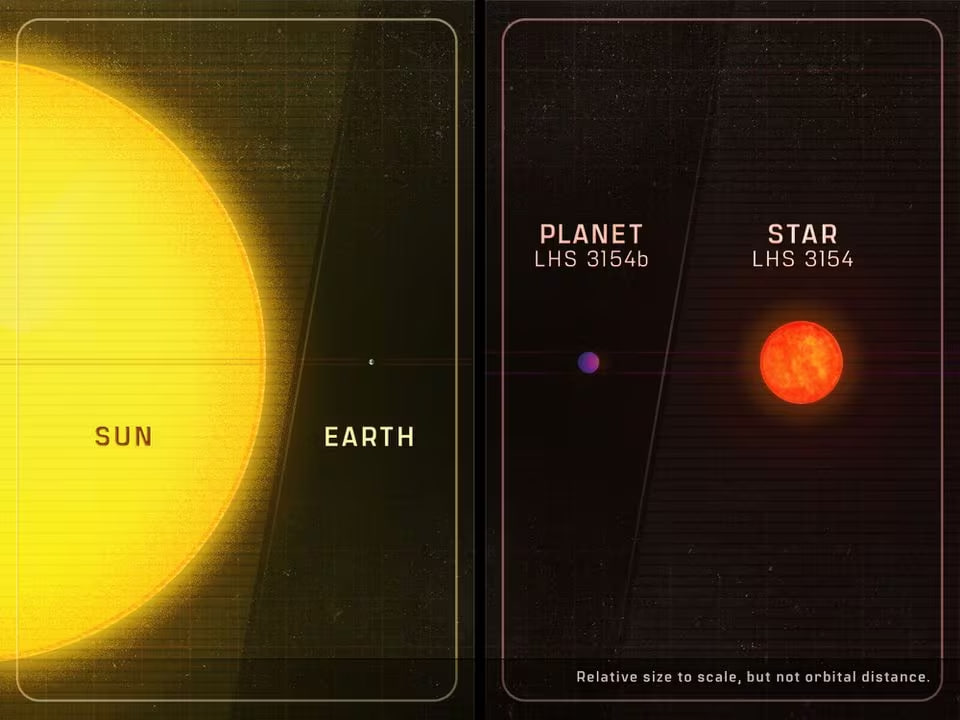 SUN
EARTH
PLANET
LHS 3154b
STAR
LHS 3154
Relative size to scale, but not orbital distance.